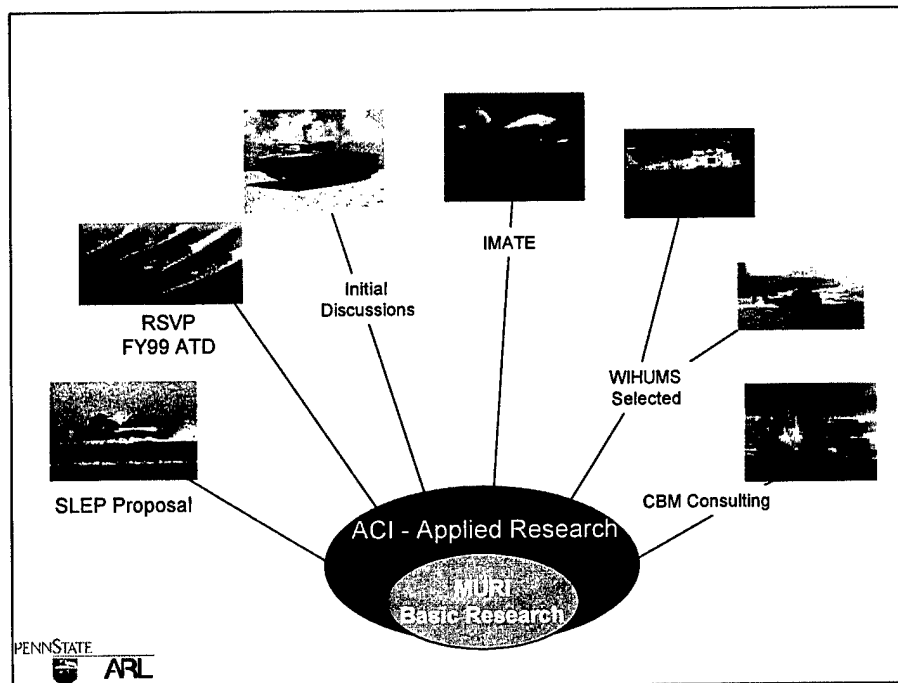 IMATE
Initial
Discussions
RSVP
FY99 ATD
WIHUMS
Selected
SLEP Proposal
CBM Consulting
ACI - Applied Research
MURI
Basic Research
PENNSTATE
ARL